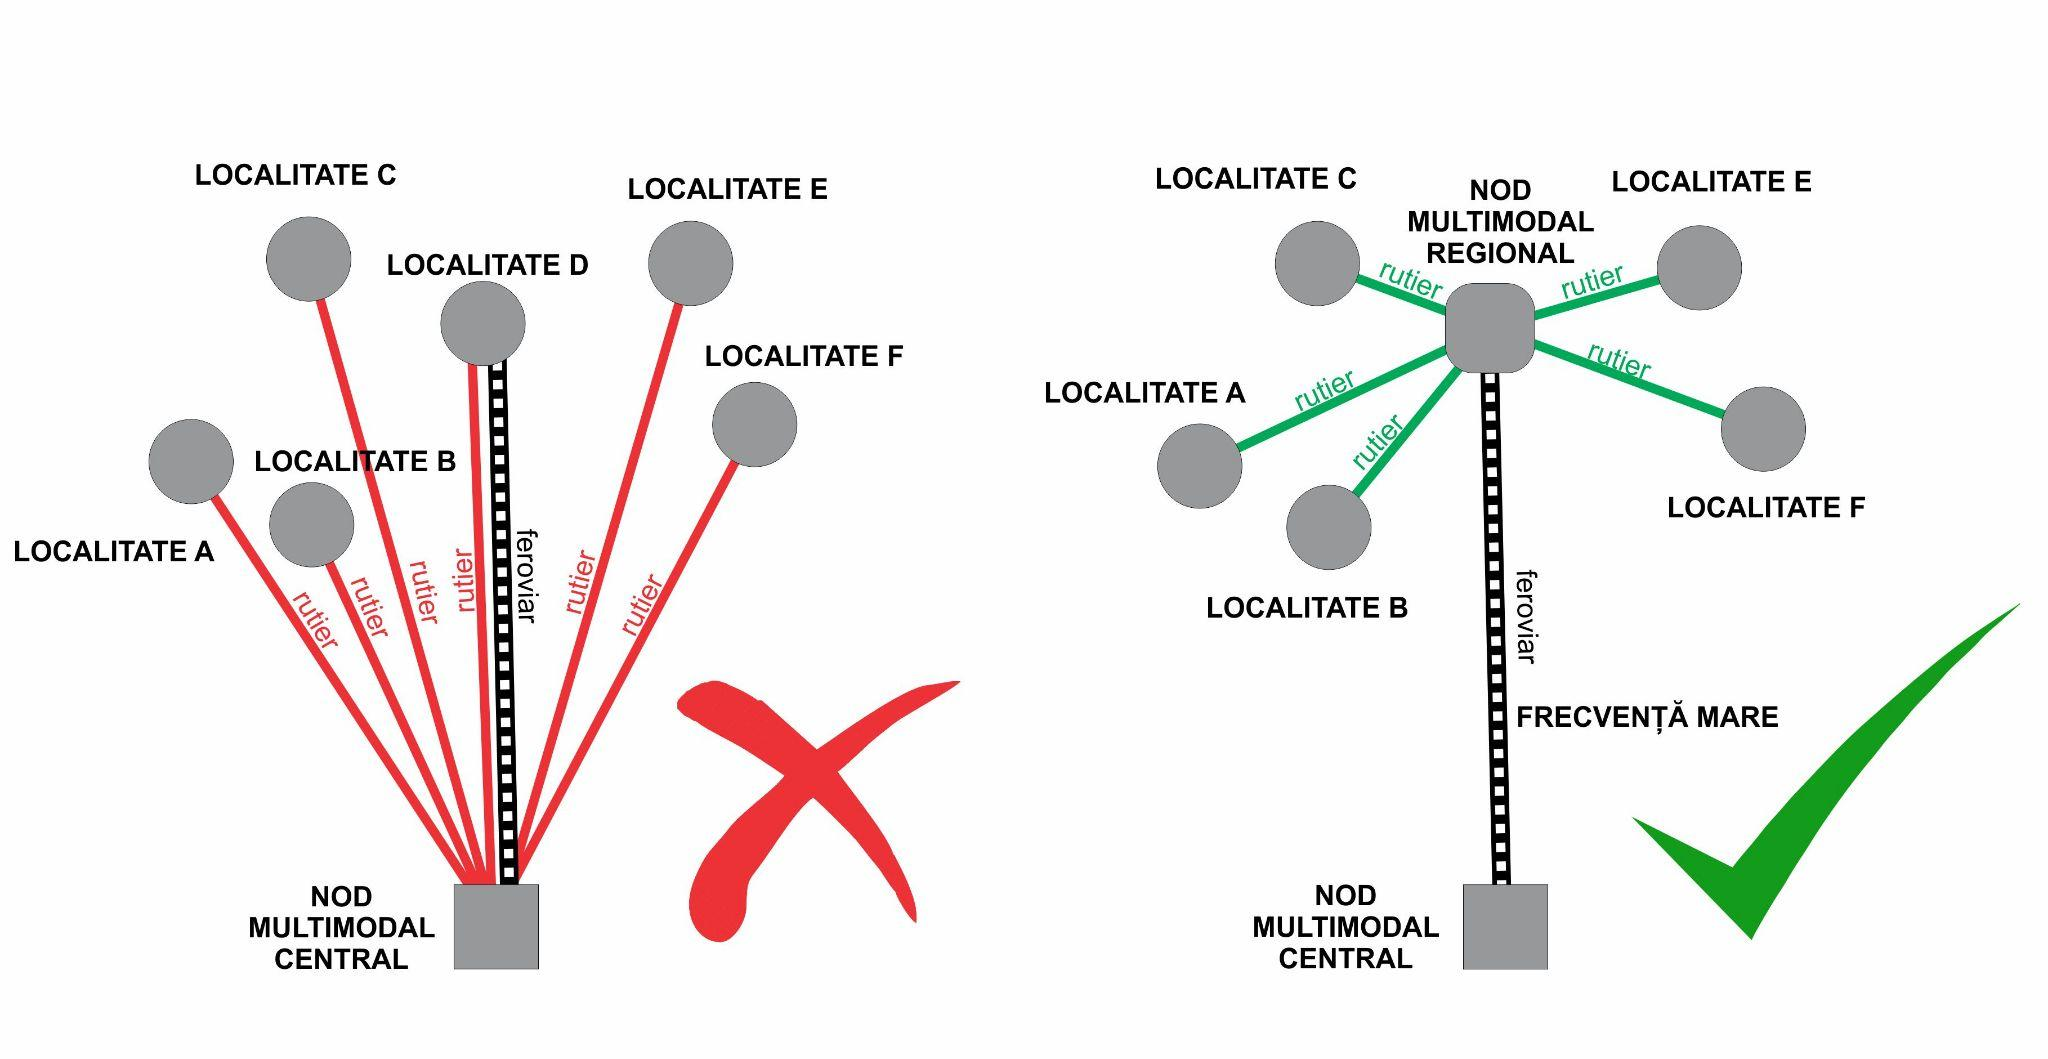 LOCALITATE C
LOCALITATE E
LOCALITATE D
LOCALITATE F
LOCALITATE B
LOCALITATE A
rutier
rutier
rutier
rutier
feroviar
rutier
rutier
NOD
MULTIMODAL
CENTRAL
LOCALITATE C
NOD
MULTIMODAL
REGIONAL
LOCALITATE E
rutier
rutier
LOCALITATE A
rutier
rutier
rutier
LOCALITATE F
LOCALITATE B
feroviar
FRECVENȚĂ MARE
NOD
MULTIMODAL
CENTRAL